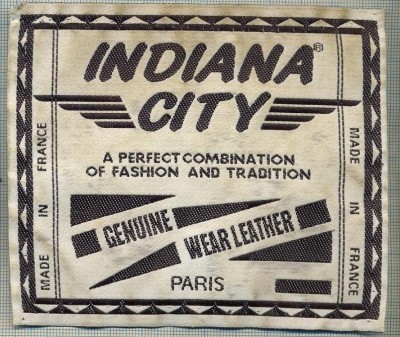 INDIANA®
CITY
A PERFECT COMBINATION
OF FASHION AND TRADITION
GENUINE
WEAR LEATHER
PARIS
MADE IN FRANCE
MADE IN FRANCE